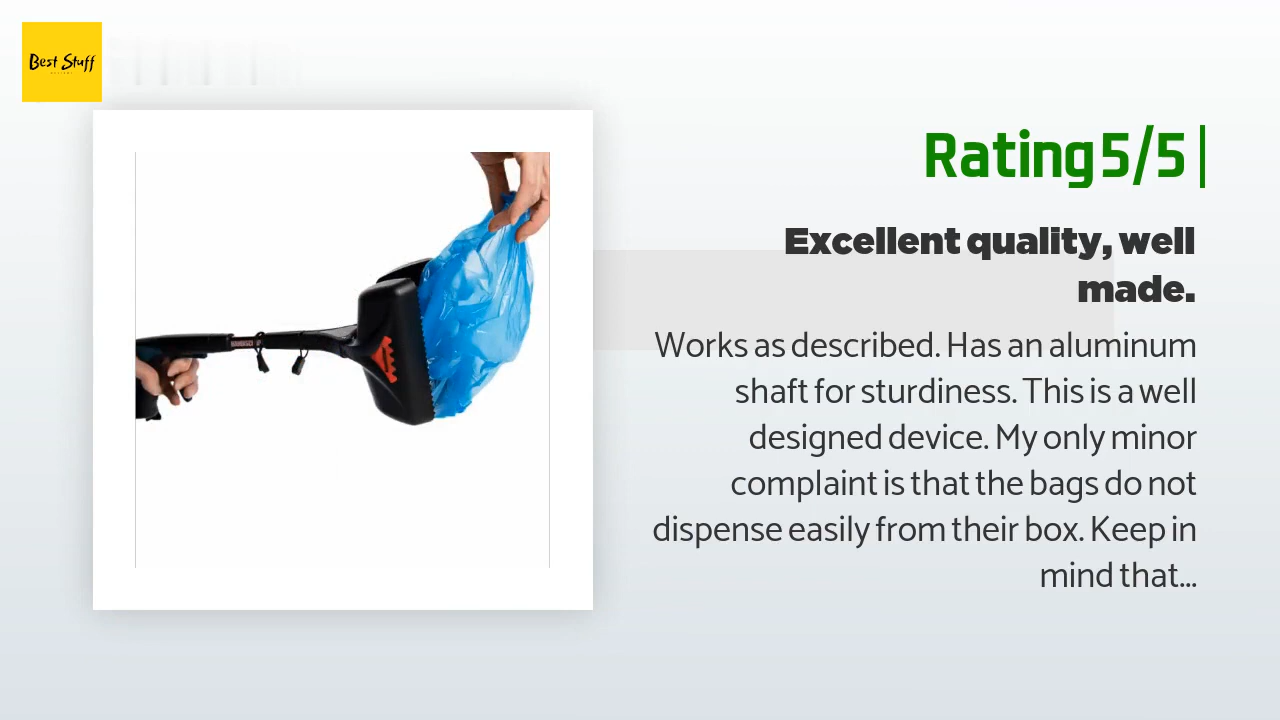 Best Stuff
Rating 5/5
Excellent quality, well
made.
Works as described. Has an aluminum
shaft for sturdiness. This is a well
designed device. My only minor
complaint is that the bags do not
dispense easily from their box. Keep in
mind that...